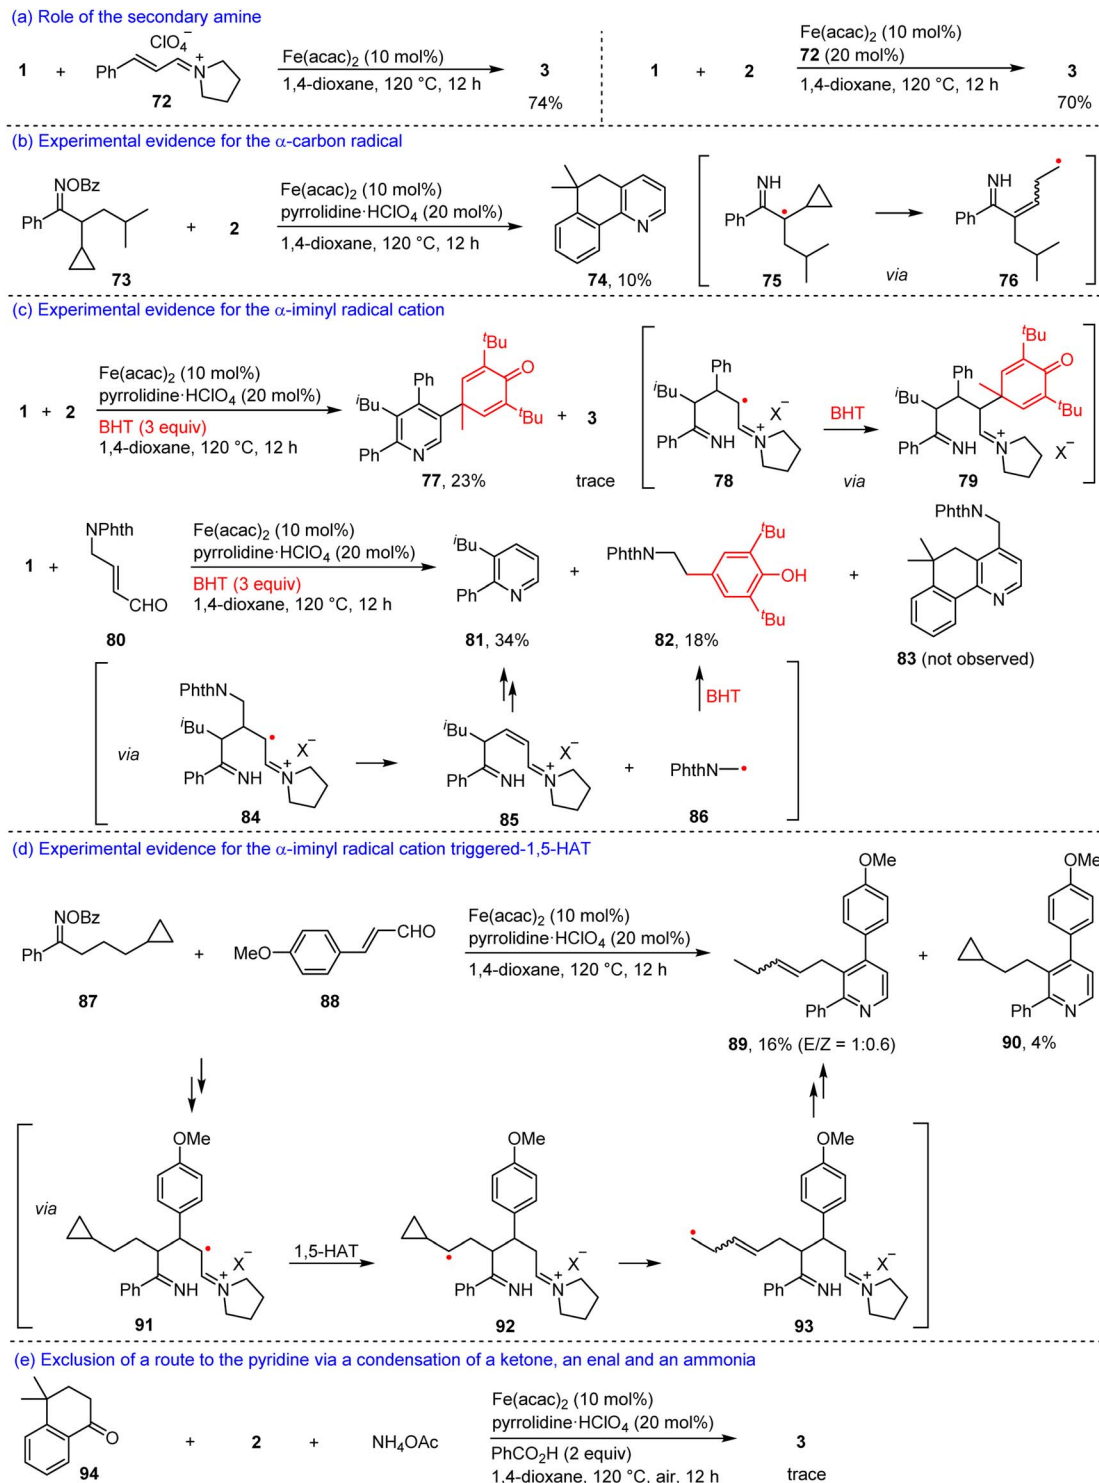 (a) Role of the secondary amine
1 + Ph ClO4− N+ 72
Fe(acac)2 (10 mol%)
1,4-dioxane, 120 °C, 12 h
3
74%
1 + 2
Fe(acac)2 (10 mol%)
72 (20 mol%)
1,4-dioxane, 120 °C, 12 h
3
70%
(b) Experimental evidence for the α-carbon radical
NOBz
Ph
73
+ 2
Fe(acac)2 (10 mol%)
pyrrolidine·HClO4 (20 mol%)
1,4-dioxane, 120 °C, 12 h
N
74, 10%
NH
Ph
75
via
NH
Ph
76
(c) Experimental evidence for the α-iminyl radical cation
1 + 2
Fe(acac)2 (10 mol%)
pyrrolidine·HClO4 (20 mol%)
BHT (3 equiv)
1,4-dioxane, 120 °C, 12 h
tBu
O
Ph
iBu
tBu
Ph
N
77, 23%
+ 3
trace
Ph
iBu
X−
Ph
NH
N+
78
BHT
via
tBu
O
Ph
iBu
tBu
Ph
NH
N+
X−
79
NPhth
1 +
CHO
80
Fe(acac)2 (10 mol%)
pyrrolidine·HClO4 (20 mol%)
BHT (3 equiv)
1,4-dioxane, 120 °C, 12 h
iBu
Ph
N
81, 34%
+
PhthN
tBu
OH
tBu
82, 18%
+
PhthN
N
83 (not observed)
BHT
via
PhthN
iBu
X−
Ph
NH
N+
84
iBu
X−
Ph
NH
N+
85
+
PhthN
86
(d) Experimental evidence for the α-iminyl radical cation triggered-1,5-HAT
NOBz
Ph
87
+
CHO
MeO
88
Fe(acac)2 (10 mol%)
pyrrolidine·HClO4 (20 mol%)
1,4-dioxane, 120 °C, 12 h
OMe
Ph
N
89, 16% (E/Z = 1:0.6)
+
OMe
Ph
N
90, 4%
via
OMe
X−
Ph
NH
N+
91
1,5-HAT
OMe
X−
Ph
NH
N+
92
OMe
X−
Ph
NH
N+
93
(e) Exclusion of a route to the pyridine via a condensation of a ketone, an enal and an ammonia
O
94
+ 2 + NH4OAc
Fe(acac)2 (10 mol%)
pyrrolidine·HClO4 (20 mol%)
PhCO2H (2 equiv)
1,4-dioxane, 120 °C, air, 12 h
3
trace